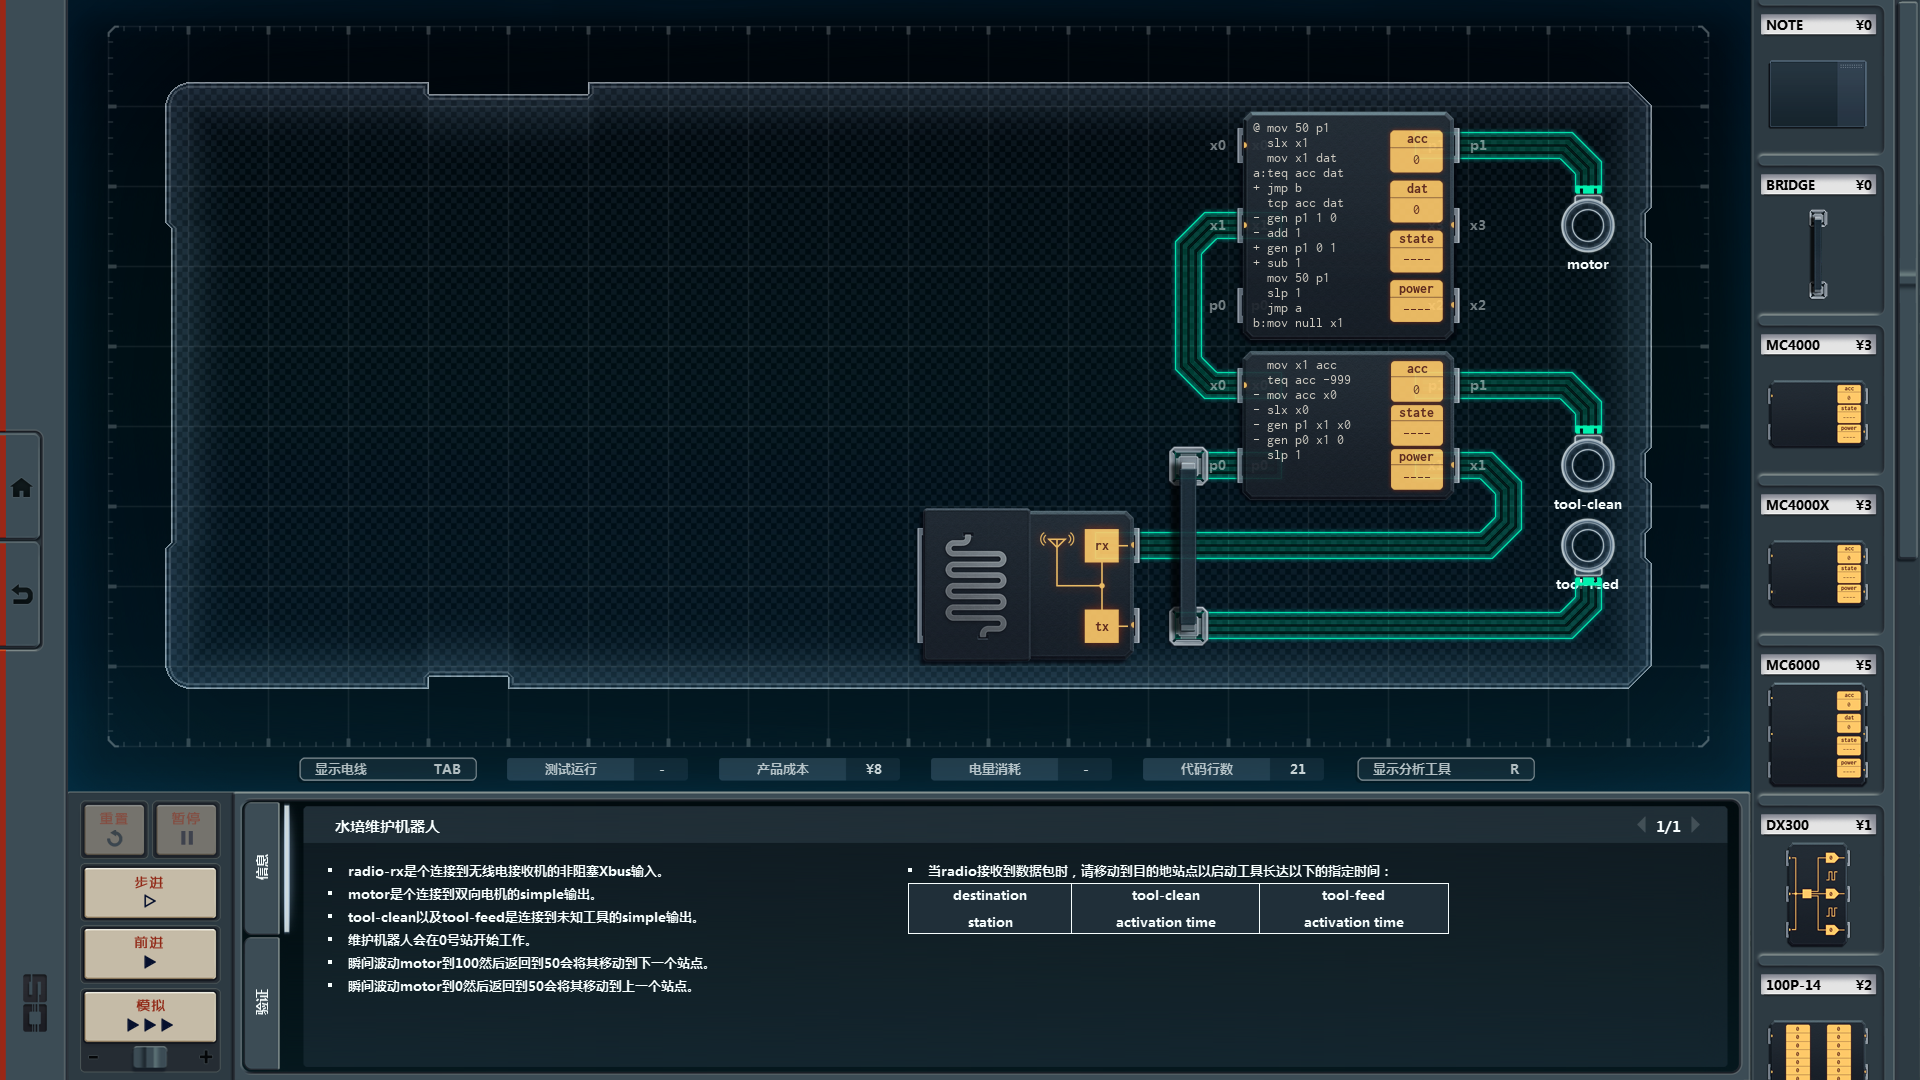 NOTE ¥0
BRIDGE ¥0
MC4000 ¥3
MC4000X ¥3
MC6000 ¥5
DX300 ¥1
100P-14 ¥2
@ mov 50 p1
slx x1
mov x1 dat
a:teq acc dat
+ jmp b
tcp acc dat
- gen p1 1 0
- add 1
+ gen p1 0 1
+ sub 1
mov 50 p1
slp 1
jmp a
b:mov null x1
acc
0
dat
0
state
----
power
----
x0
x1
p0
p1
x3
x2
motor
mov x1 acc
teq acc -999
- mov acc x0
- slx x0
- gen p1 x1 x0
- gen p0 x1 0
slp 1
acc
0
state
----
power
----
x0
p0
p1
x1
tool-clean
rx
tx
显示电线 TAB
测试运行 -
产品成本 ¥8
电量消耗 -
代码行数 21
显示分析工具 R
重置
暂停
步进
前进
模拟
- +
信息
验证
水培维护机器人
1/1
▪ radio-rx是个连接到无线电接收机的非阻塞Xbus输入。
▪ motor是个连接到双向电机的simple输出。
▪ tool-clean以及tool-feed是连接到未知工具的simple输出。
▪ 维护机器人会在0号站开始工作。
▪ 瞬间波动motor到100然后返回到50会将其移动到下一个站点。
▪ 瞬间波动motor到0然后返回到50会将其移动到上一个站点。
▪ 当radio接收到数据包时，请移动到目的地站点以启动工具长达以下的指定时间：
destination station
tool-clean activation time
tool-feed activation time